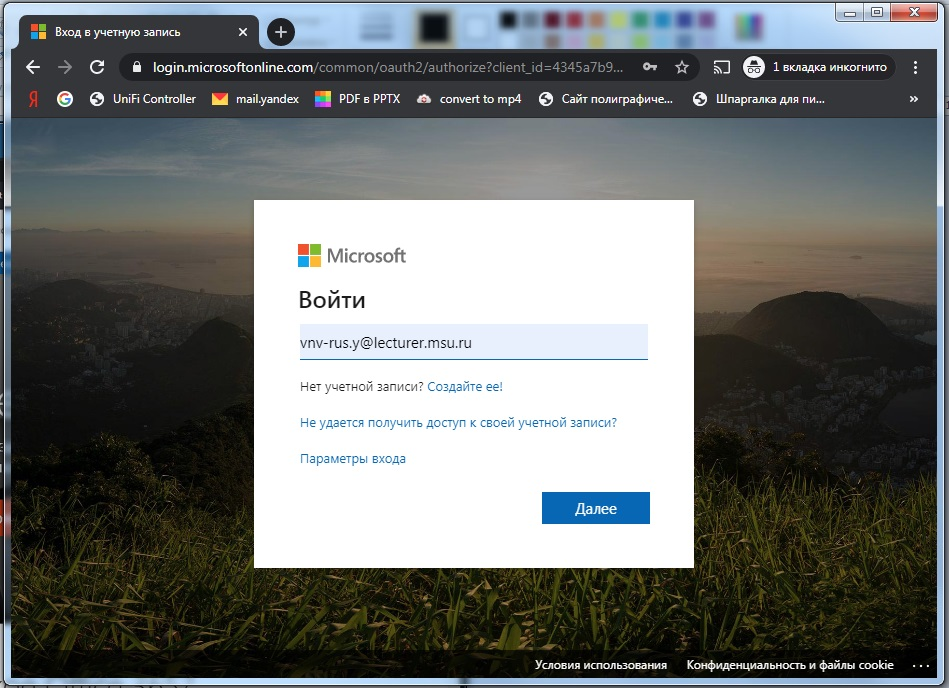 Вход в учетную запись
login.microsoftonline.com/common/oauth2/authorize?client_id=4345a7b9...
1 вкладка инкогнито
Я
UniFi Controller
mail.yandex
PDF в PPTX
convert to mp4
Сайт полиграфиче...
Шпаргалка для пи...
»
Microsoft
Войти
vnv-rus.y@lecturer.msu.ru
Нет учетной записи? Создайте ее!
Не удается получить доступ к своей учетной записи?
Параметры входа
Далее
Условия использования Конфиденциальность и файлы cookie ...